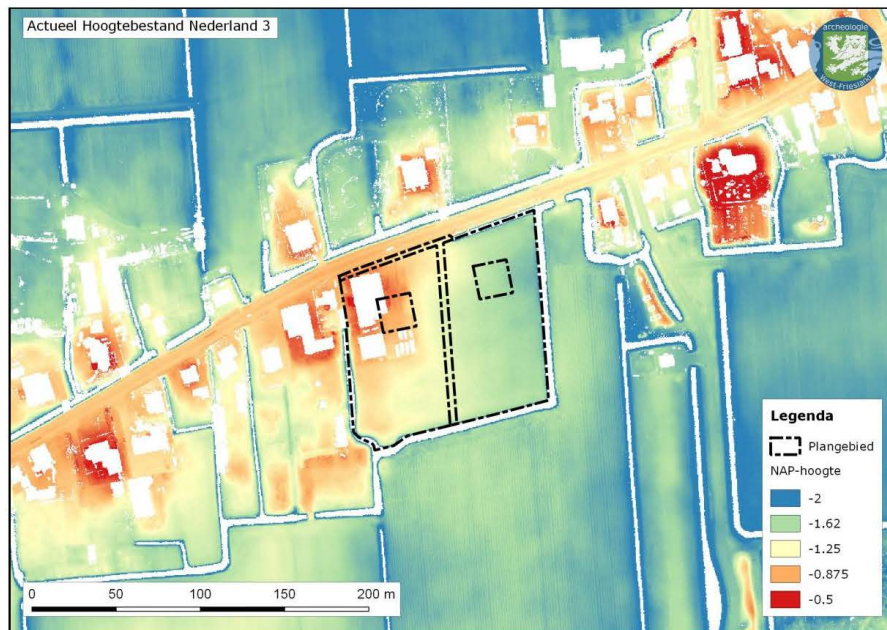 Actueel Hoogtebestand Nederland 3
archeologie
West-Friesland
Legenda
Plangebied
NAP-hoogte
-2
-1.62
-1.25
-0.875
-0.5
0 50 100 150 200 m